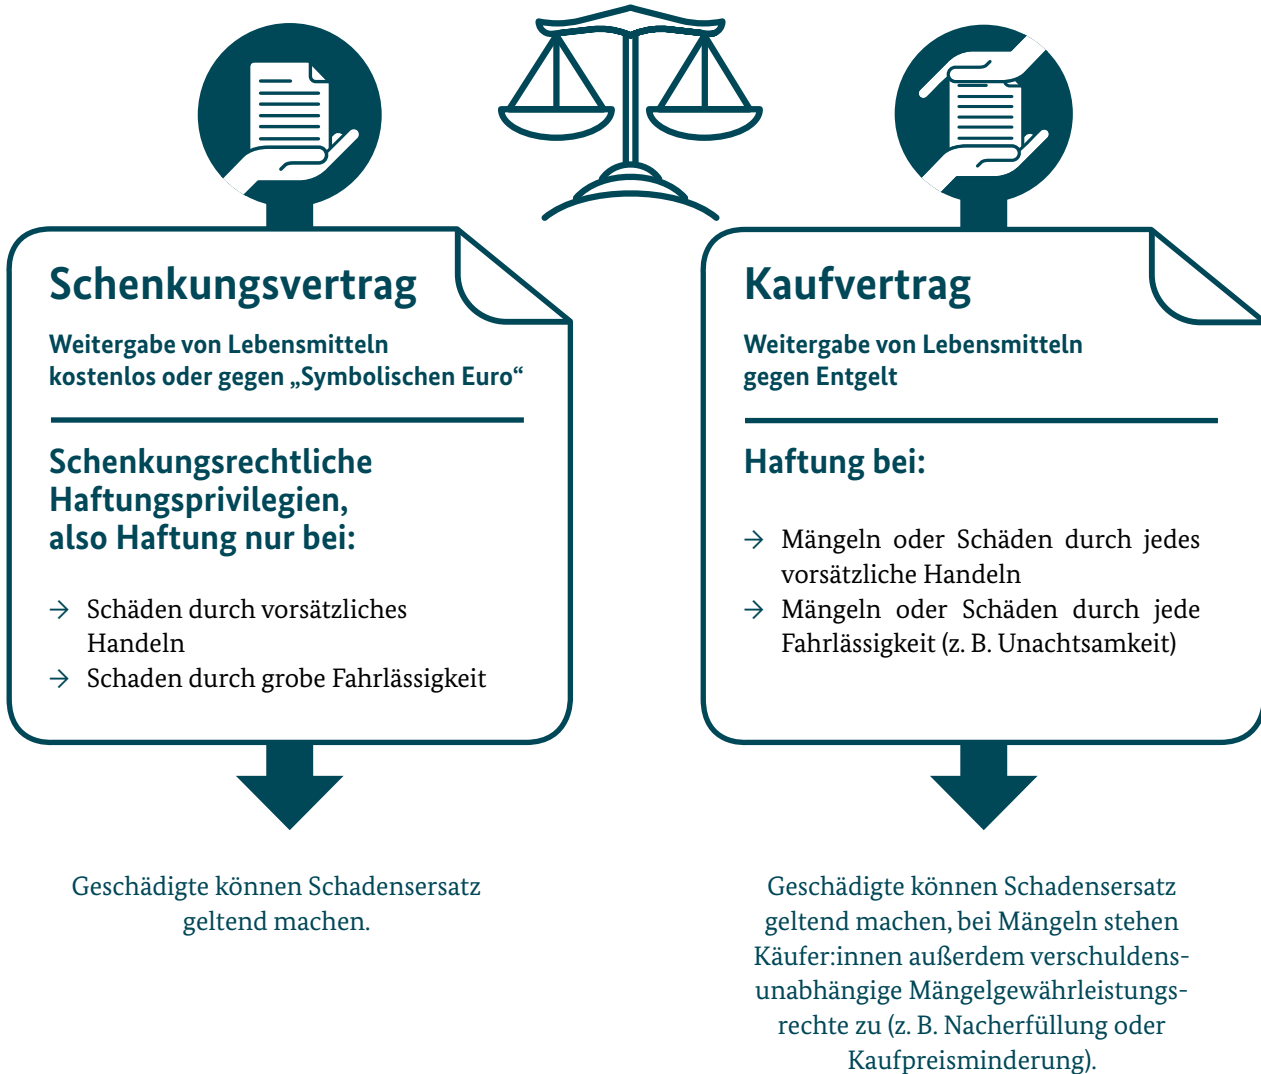 Schenkungsvertrag
Weitergabe von Lebensmitteln
kostenlos oder gegen „Symbolischen Euro“
Schenkungsrechtliche
Haftungsprivilegien,
also Haftung nur bei:
→ Schäden durch vorsätzliches
Handeln
→ Schaden durch grobe Fahrlässigkeit
Geschädigte können Schadensersatz
geltend machen.
Kaufvertrag
Weitergabe von Lebensmitteln
gegen Entgelt
Haftung bei:
→ Mängeln oder Schäden durch jedes
vorsätzliche Handeln
→ Mängeln oder Schäden durch jede
Fahrlässigkeit (z. B. Unachtsamkeit)
Geschädigte können Schadensersatz
geltend machen, bei Mängeln stehen
Käufer:innen außerdem verschuldens-
unabhängige Mängelgewährleistungs-
rechte zu (z. B. Nacherfüllung oder
Kaufpreisminderung).